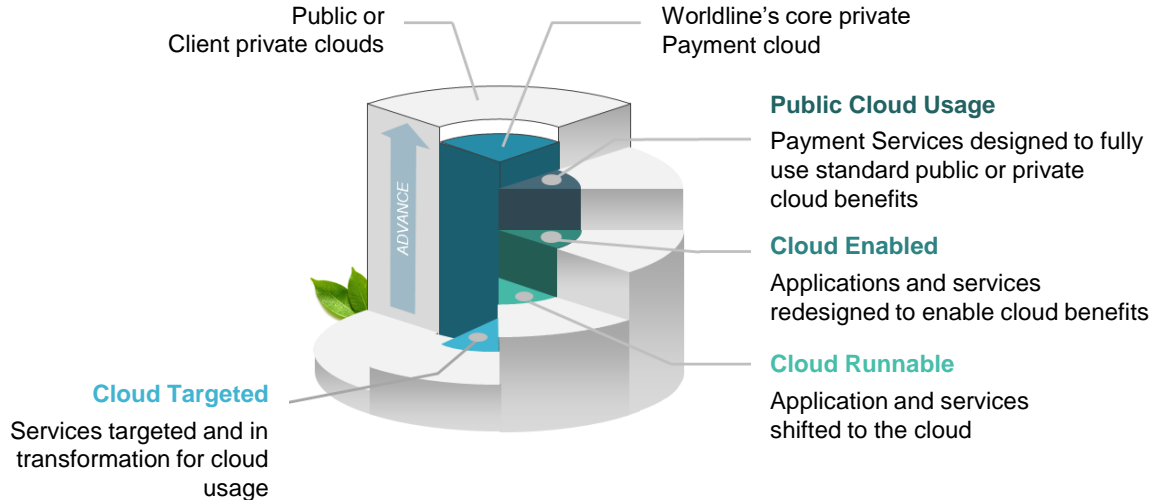 Public or
Client private clouds
Worldline’s core private
Payment cloud
ADVANCE
Public Cloud Usage
Payment Services designed to fully
use standard public or private
cloud benefits
Cloud Enabled
Applications and services
redesigned to enable cloud benefits
Cloud Runnable
Application and services
shifted to the cloud
Cloud Targeted
Services targeted and in
transformation for cloud
usage